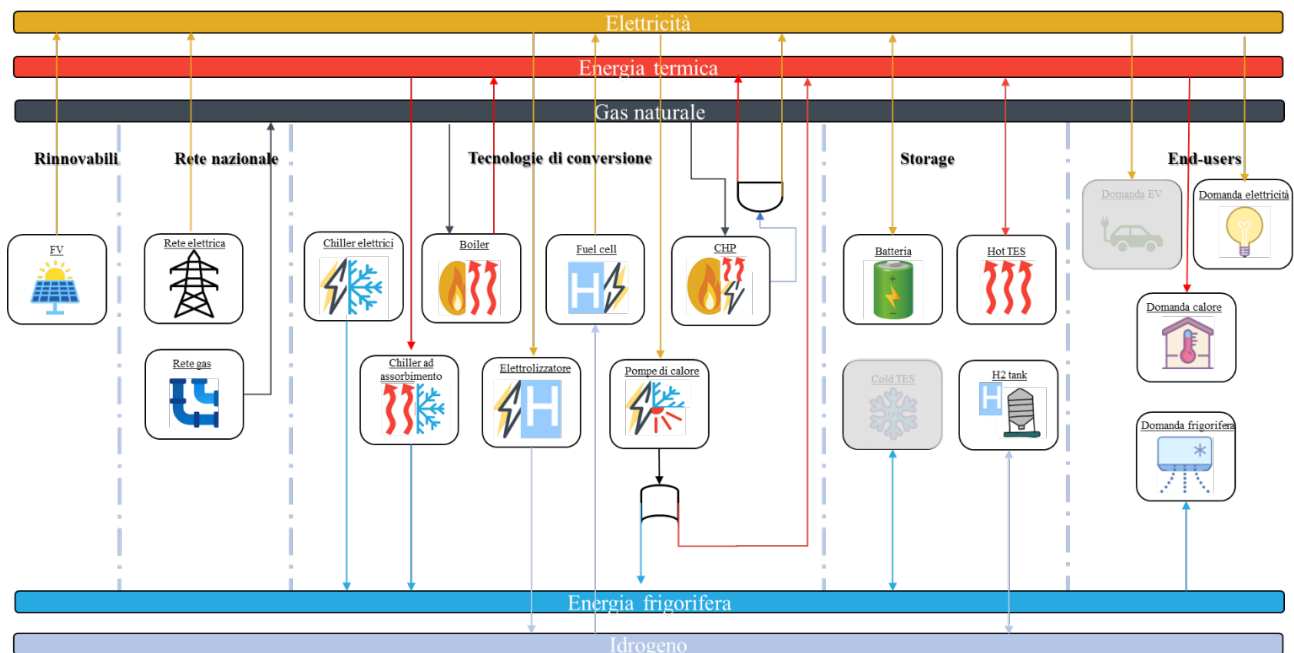 Elettricità
Energia termica
Gas naturale
Rinnovabili
Rete nazionale
Tecnologie di conversione
Storage
End-users
FV
Rete elettrica
Rete gas
Chiller elettrici
Boiler
Fuel cell
CHP
Chiller ad
assorbimento
Elettrolizzatore
H
H
Pompe di calore
Batteria
Hot TES
Cold TES
H2 tank
H
Domanda EV
Domanda elettricità
Domanda calore
Domanda frigorifera
Energia frigorifera
Idrogeno